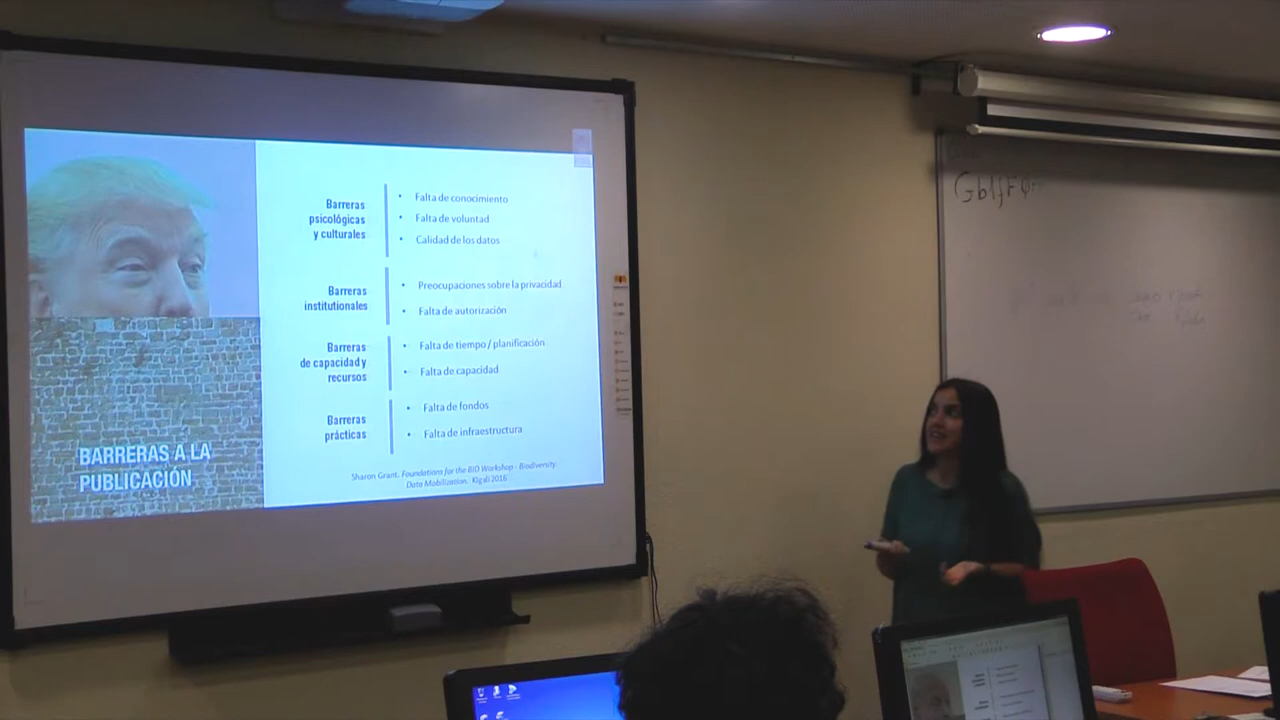 Barreras
psicológicas
y culturales
• Falta de conocimiento
• Falta de voluntad
• Calidad de los datos
Barreras
institutionales
• Preocupaciones sobre la privacidad
• Falta de autorización
Barreras
de capacidad y
recursos
• Falta de tiempo / planificación
• Falta de capacidad
Barreras
prácticas
• Falta de fondos
• Falta de infraestructura
BARRERAS A LA
PUBLICACIÓN
Sharon Grant. Foundations for the BID Workshop - Biodiversity
Data Mobilization. Kigali 2016